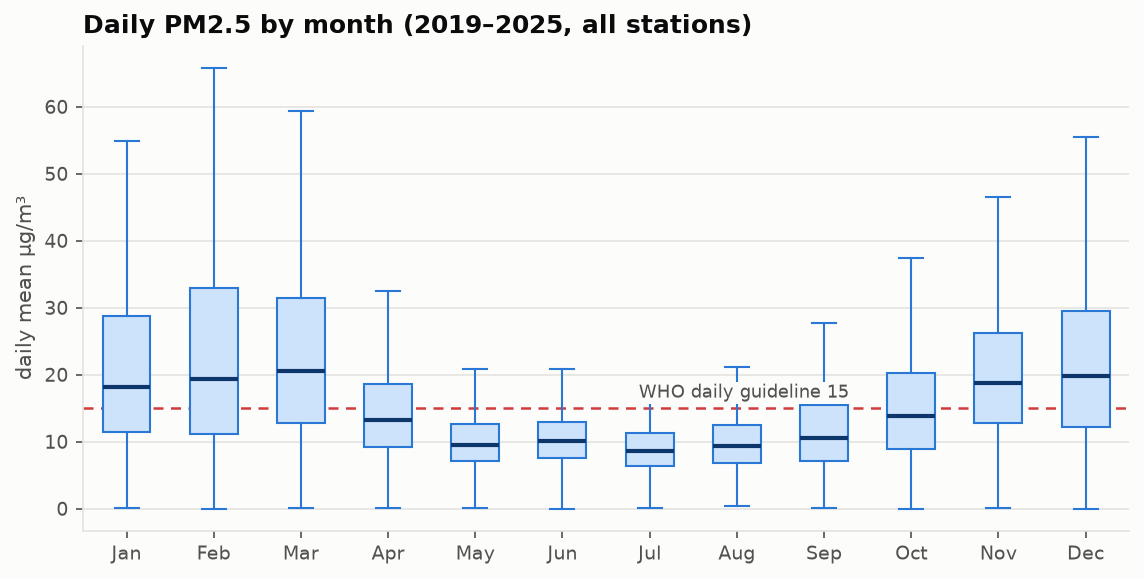 Daily PM2.5 by month (2019–2025, all stations)
daily mean µg/m³
60
50
40
30
20
10
0
WHO daily guideline 15
Jan Feb Mar Apr May Jun Jul Aug Sep Oct Nov Dec